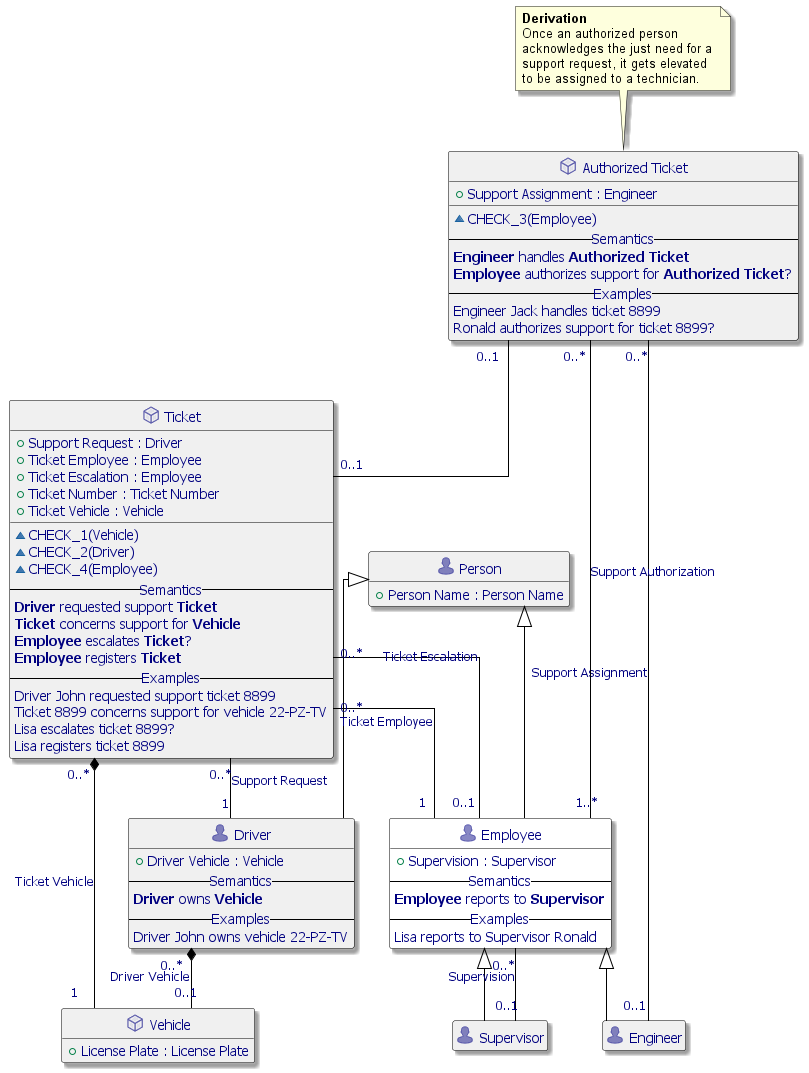 Derivation
Once an authorized person
acknowledges the just need for a
support request, it gets elevated
to be assigned to a technician.
Authorized Ticket
Support Assignment : Engineer
CHECK_3(Employee)
Semantics
Engineer handles Authorized Ticket
Employee authorizes support for Authorized Ticket?
Examples
Engineer Jack handles ticket 8899
Ronald authorizes support for ticket 8899?
0..1
0..*
0..*
Ticket
Support Request : Driver
Ticket Employee : Employee
Ticket Escalation : Employee
Ticket Number : Ticket Number
Ticket Vehicle : Vehicle
CHECK_1(Vehicle)
CHECK_2(Driver)
CHECK_4(Employee)
Semantics
Driver requested support Ticket
Ticket concerns support for Vehicle
Employee escalates Ticket?
Employee registers Ticket
Examples
Driver John requested support ticket 8899
Ticket 8899 concerns support for vehicle 22-PZ-TV
Lisa escalates ticket 8899?
Lisa registers ticket 8899
0..1
Person
Person Name : Person Name
Support Authorization
0..*
Ticket Escalation
Support Assignment
0..*
Ticket Employee
0..*
0..*
Support Request
1
1
0..1
1..*
Driver
Driver Vehicle : Vehicle
Semantics
Driver owns Vehicle
Examples
Driver John owns vehicle 22-PZ-TV
Employee
Supervision : Supervisor
Semantics
Employee reports to Supervisor
Examples
Lisa reports to Supervisor Ronald
Ticket Vehicle
0..*
Driver Vehicle
1
0..1
0..*
Supervision
0..1
0..1
Vehicle
License Plate : License Plate
Supervisor
Engineer